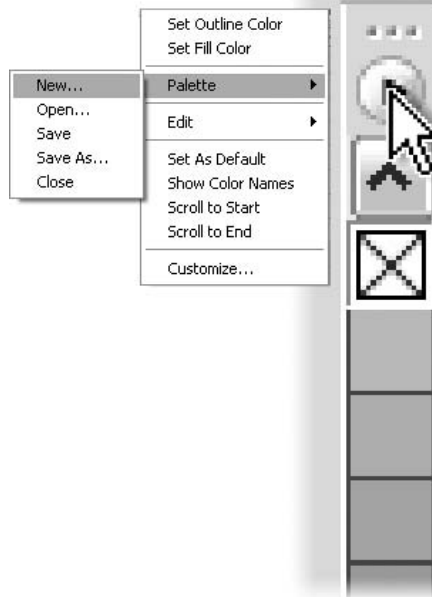 Set Outline Color
Set Fill Color
Palette
Edit
Set As Default
Show Color Names
Scroll to Start
Scroll to End
Customize...
New...
Open...
Save
Save As...
Close